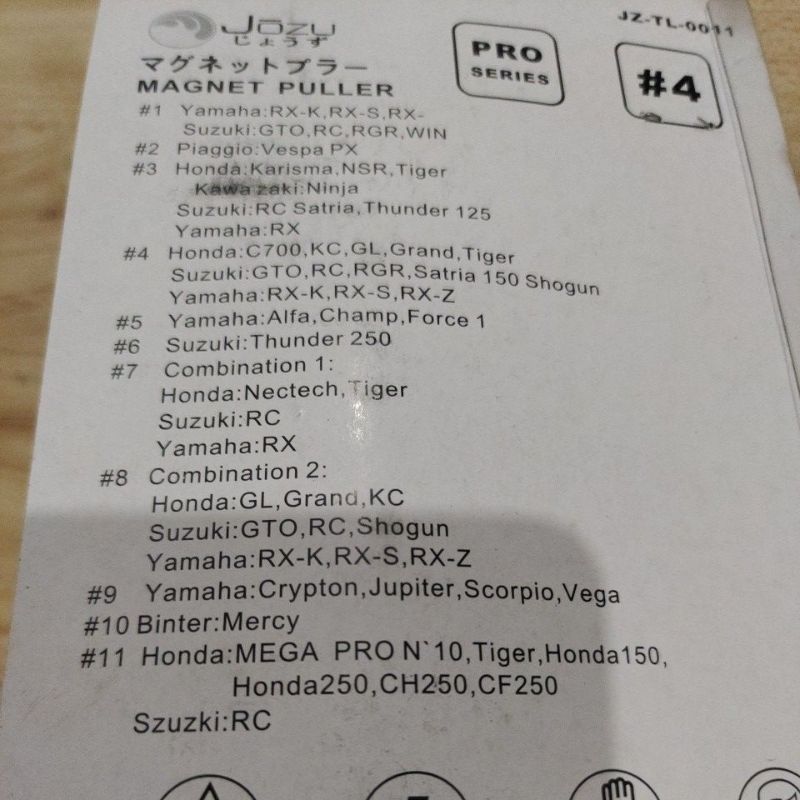 Jōzu
じょうず
JZ-TL-0011
PRO
SERIES
#4
マグネットプラー
MAGNET PULLER
#1 Yamaha:RX-K,RX-S,RX-
Suzuki:GTO,RC,RGR,WIN
#2 Piaggio:Vespa PX
#3 Honda:Karisma,NSR,Tiger
Kawa zaki:Ninja
Suzuki:RC Satria,Thunder 125
Yamaha:RX
#4 Honda:C700,KC,GL,Grand,Tiger
Suzuki:GTO,RC,RGR,Satria 150 Shogun
Yamaha:RX-K,RX-S,RX-Z
#5 Yamaha:Alfa,Champ,Force 1
#6 Suzuki:Thunder 250
#7 Combination 1:
Honda:Nectech,Tiger
Suzuki:RC
Yamaha:RX
#8 Combination 2:
Honda:GL,Grand,KC
Suzuki:GTO,RC,Shogun
Yamaha:RX-K,RX-S,RX-Z
#9 Yamaha:Crypton,Jupiter,Scorpio,Vega
#10 Binter:Mercy
#11 Honda:MEGA PRO N`10,Tiger,Honda150,
Honda250,CH250,CF250
Szuzki:RC